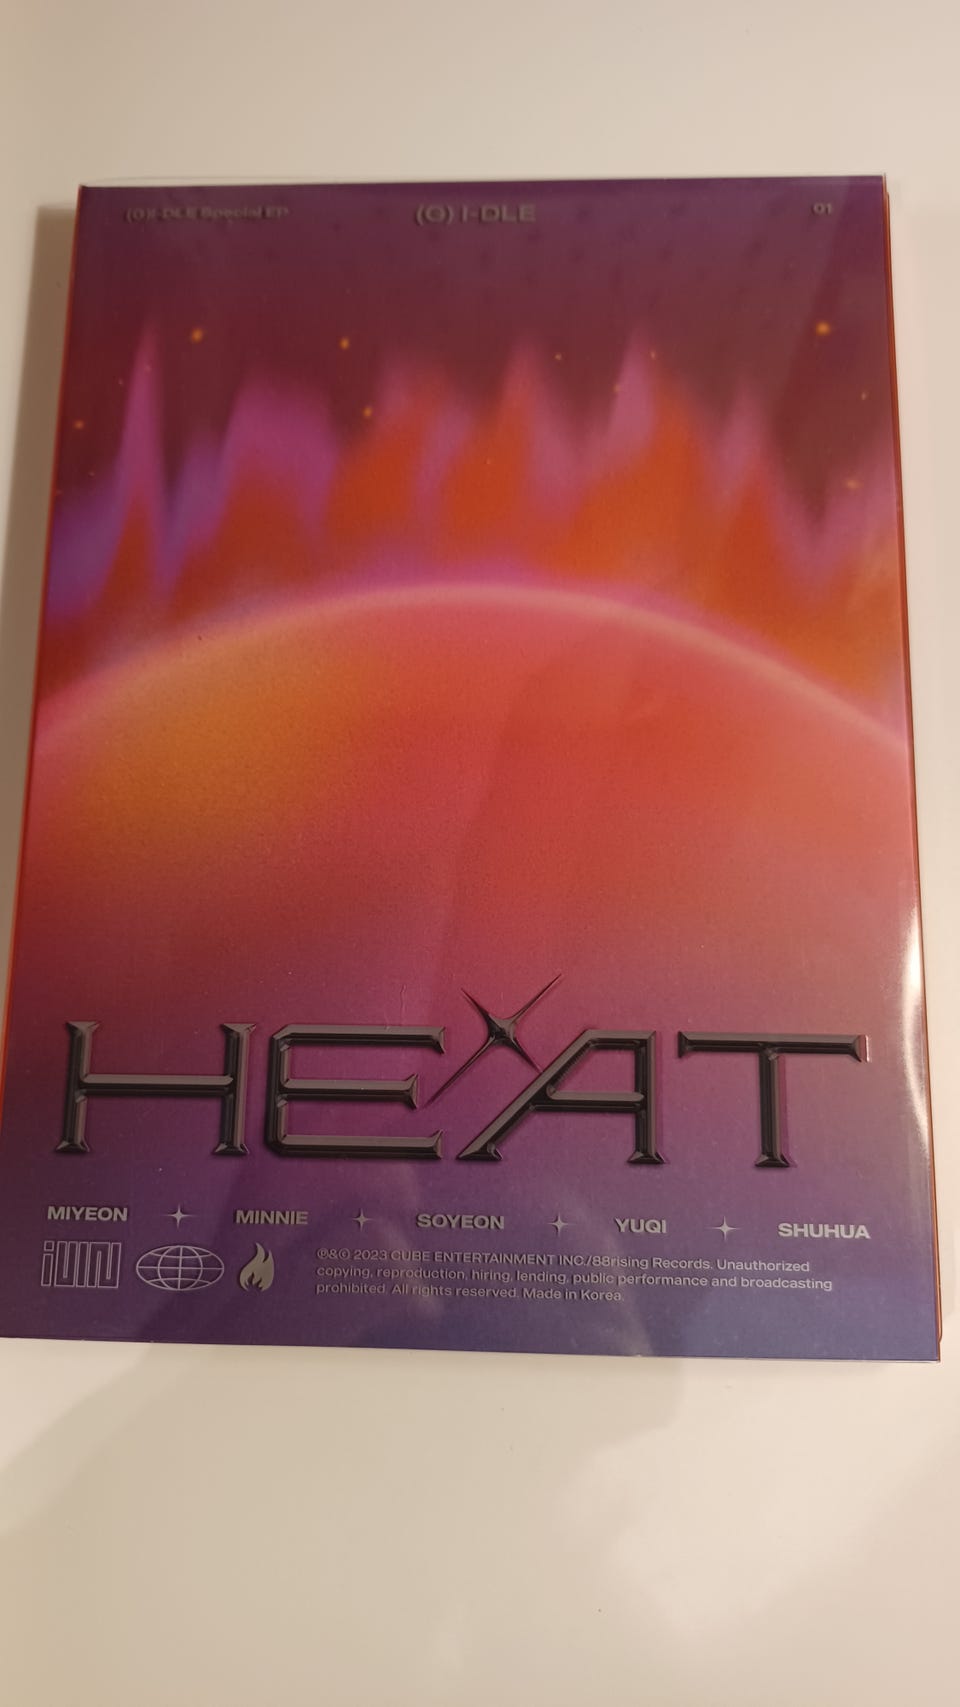 (G)I-DLE Special EP
(G) I-DLE
01
HEAT
MIYEON MINNIE SOYEON YUQI SHUHUA
℗&© 2023 CUBE ENTERTAINMENT INC./88rising Records. Unauthorized
copying, reproduction, hiring, lending, public performance and broadcasting
prohibited. All rights reserved. Made in Korea.